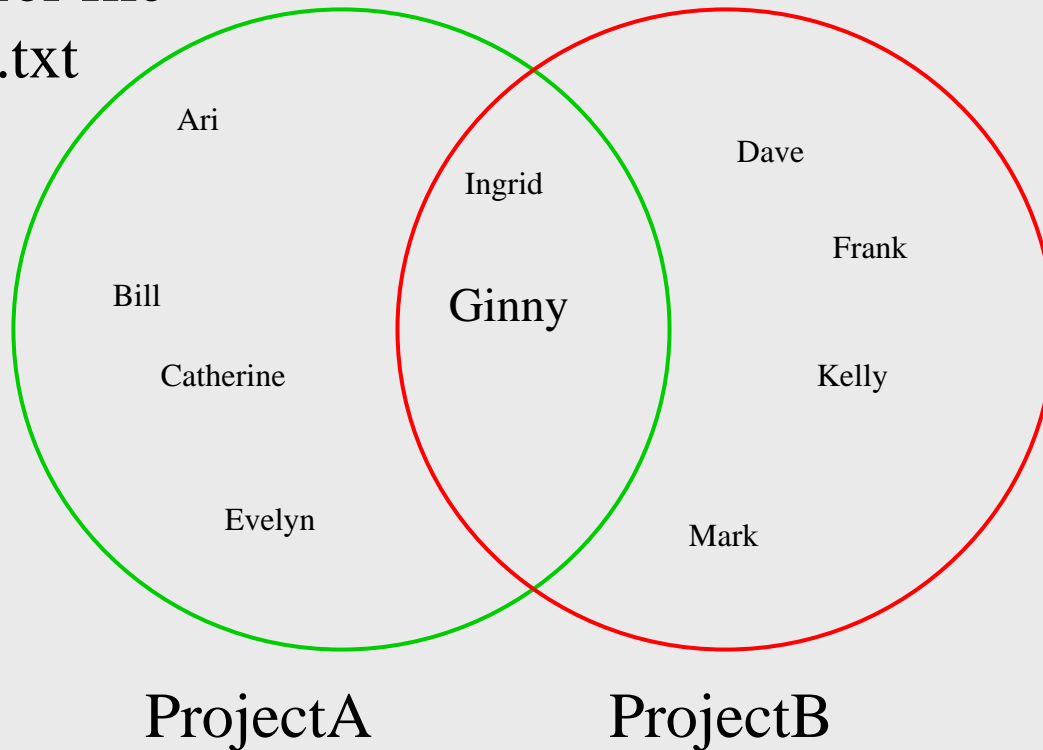 .txt
Ari
Dave
Ingrid
Frank
Bill
Ginny
Catherine
Kelly
Evelyn
Mark
ProjectA
ProjectB